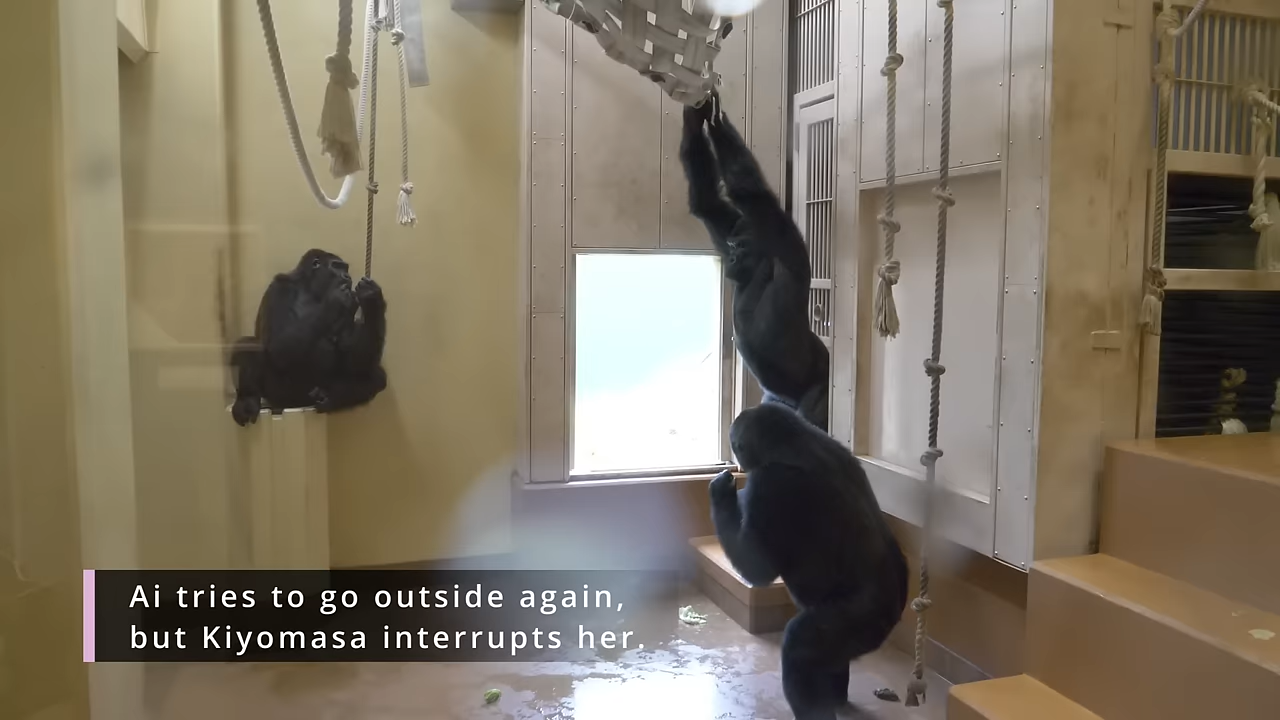 Ai tries to go outside again,
but Kiyomasa interrupts her.